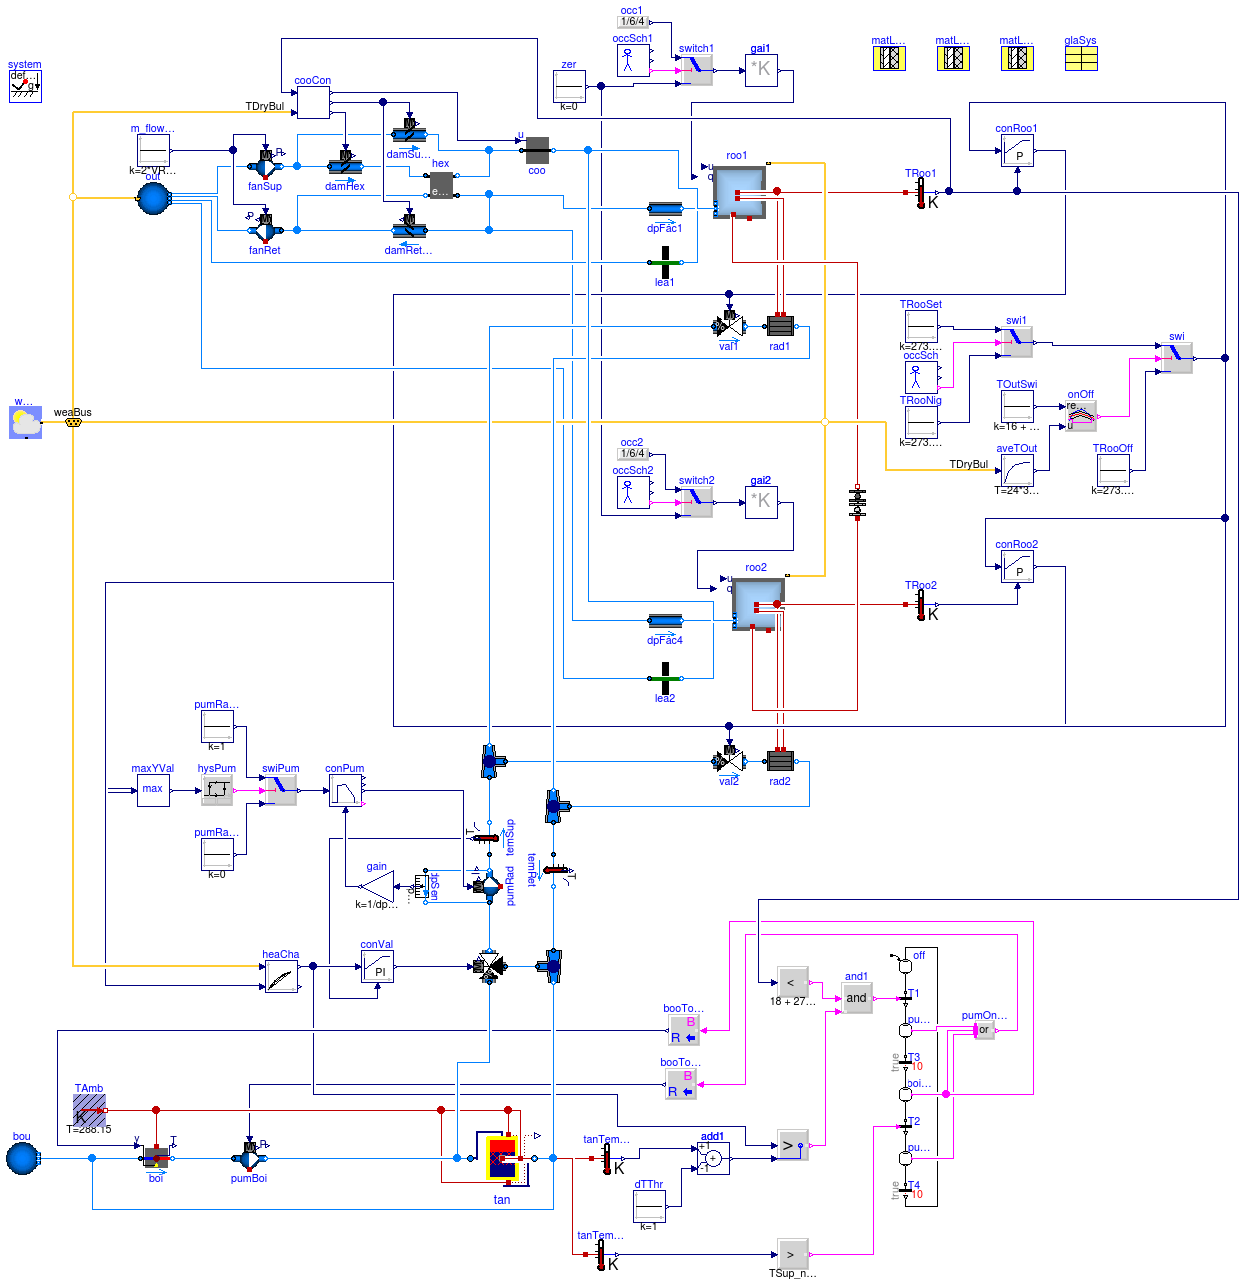 system
def...
g
TDryBul
cooCon
occ1
1/6/4
occSch1
switch1
gai1
*K
zer
k=0
matL...
matL...
matL...
glaSys
m_flow...
k=2*VR...
out
P
fanSup
damHex
damSu...
hex
e...
u
coo
P
fanRet
damRet...
roo1
u
q
dpFac1
lea1
TRoo1
K
conRoo1
P
val1
rad1
TRooSet
k=273....
swi1
swi
occSch
TRooNig
k=273....
TOutSwi
k=16 + ...
onOff
re...
u
TDryBul
aveTOut
T=24*3...
TRooOff
k=273....
w...
weaBus
occ2
1/6/4
occSch2
switch2
gai2
*K
conRoo2
P
roo2
u
q
TRoo2
K
dpFac4
lea2
pumRa...
k=1
maxYVal
max
hysPum
swiPum
conPum
pumRa...
k=0
val2
rad2
T
temSup
temRet
T
gain
k=1/dp...
dpSen
pumRad
heaCha
conVal
PI
booTo...
B
R
booTo...
B
R
<
18 + 27...
and1
and
off
T1
pu...
pumOn...
or
true
T3
10
boi...
T2
pu...
true
T4
10
TAmb
K
T=288.15
bou
y
T
boi
P
pumBoi
tan
tanTem...
K
add1
+1
+
-1
>
dTThr
k=1
tanTem...
K
>
TSup_n...